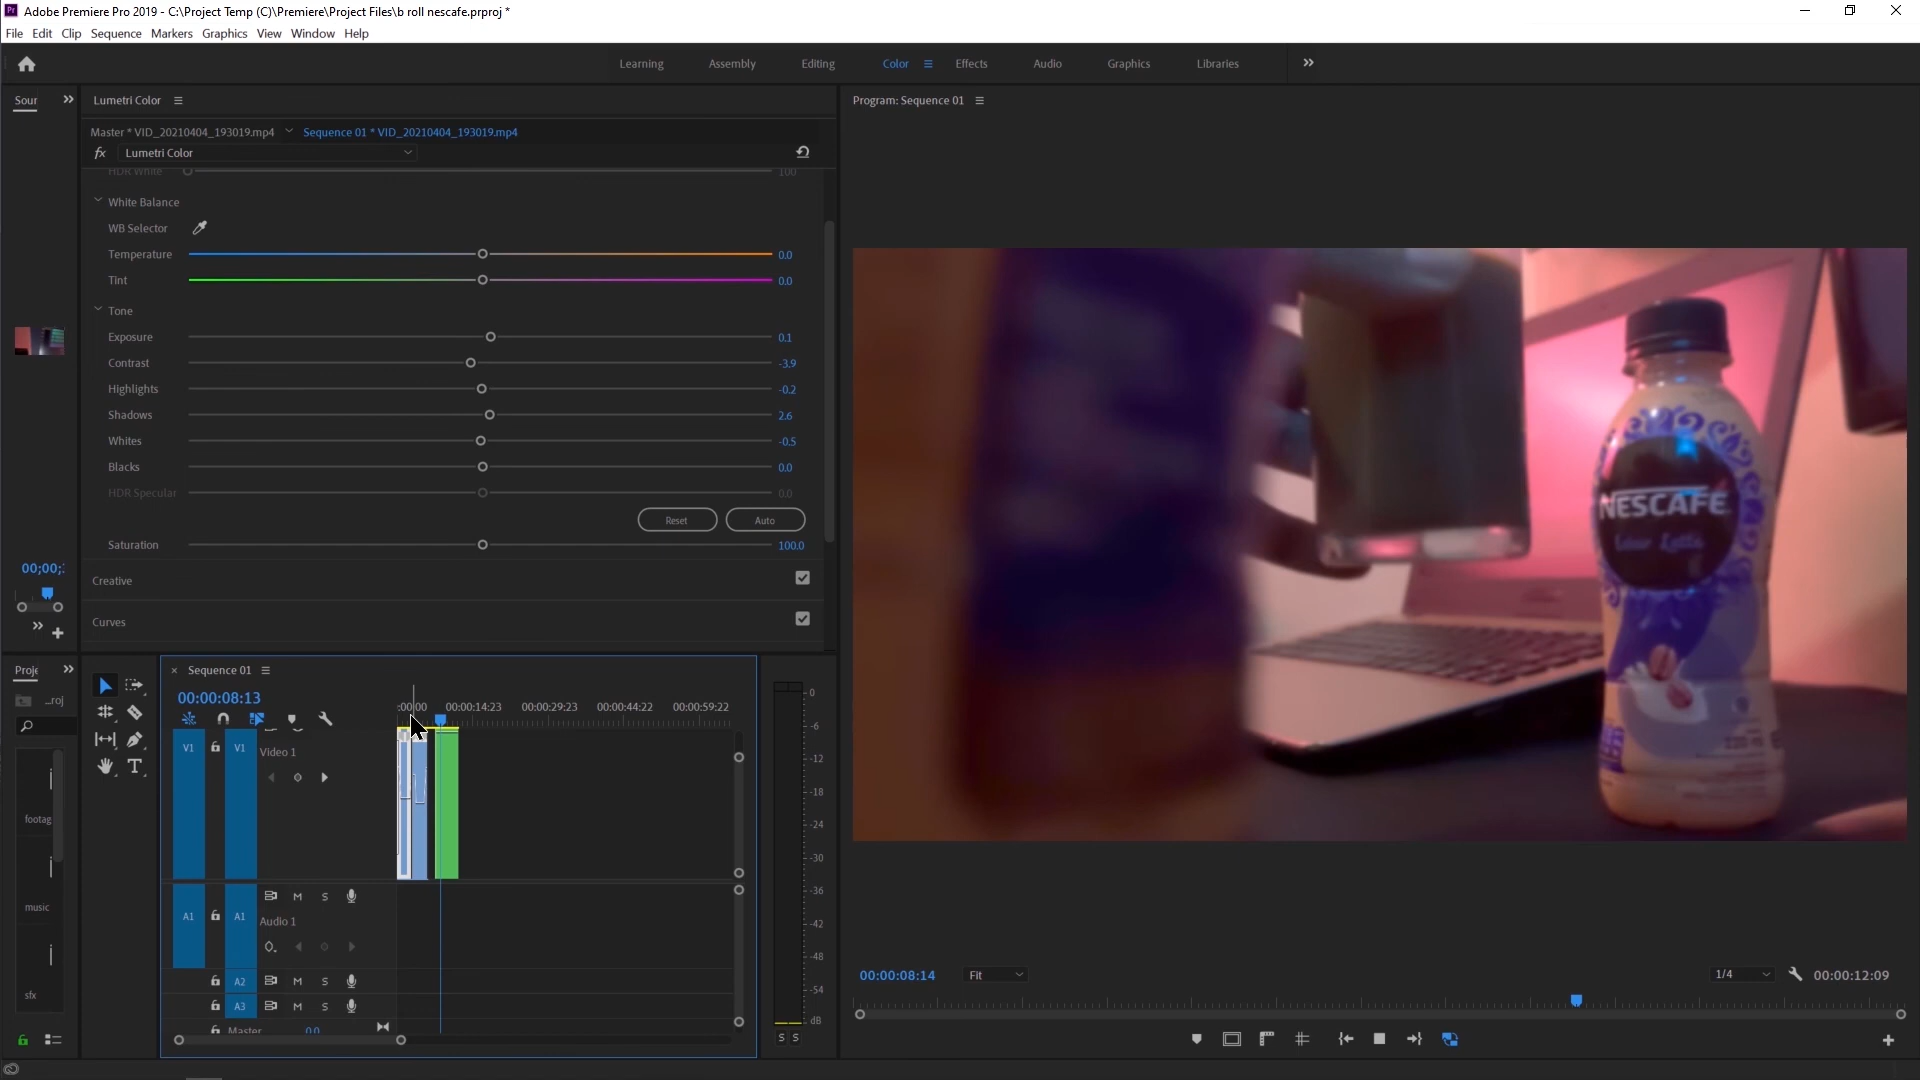 Adobe Premiere Pro 2019 - C:\Project Temp (C)\Premiere\Project Files\b roll nescafe.prproj *
File Edit Clip Sequence Markers Graphics View Window Help
Learning Assembly Editing Color Effects Audio Graphics Libraries
Sour
Lumetri Color
Program: Sequence 01
Master * VID_20210404_193019.mp4 Sequence 01 * VID_20210404_193019.mp4
fx Lumetri Color
HDR White 100
White Balance
WB Selector
Temperature 0.0
Tint 0.0
Tone
Exposure 0.1
Contrast -3.9
Highlights -0.2
Shadows 2.6
Whites -0.5
Blacks 0.0
HDR Specular 0.0
Reset Auto
Saturation 100.0
Creative
Curves
NESCAFE
Latte
00;00;:
Proje
_roj
footag
music
sfx
Sequence 01
00:00:08:13
:00:00 00:00:14:23 00:00:29:23 00:00:44:22 00:00:59:22
V1 V1 Video 1
A1 A1 M S
Audio 1
A2 M S
A3 M S
Master 0.0
0
-6
-12
-18
-24
-30
-36
-42
-48
-54
dB
S S
00:00:08:14 Fit 1/4 00:00:12:09